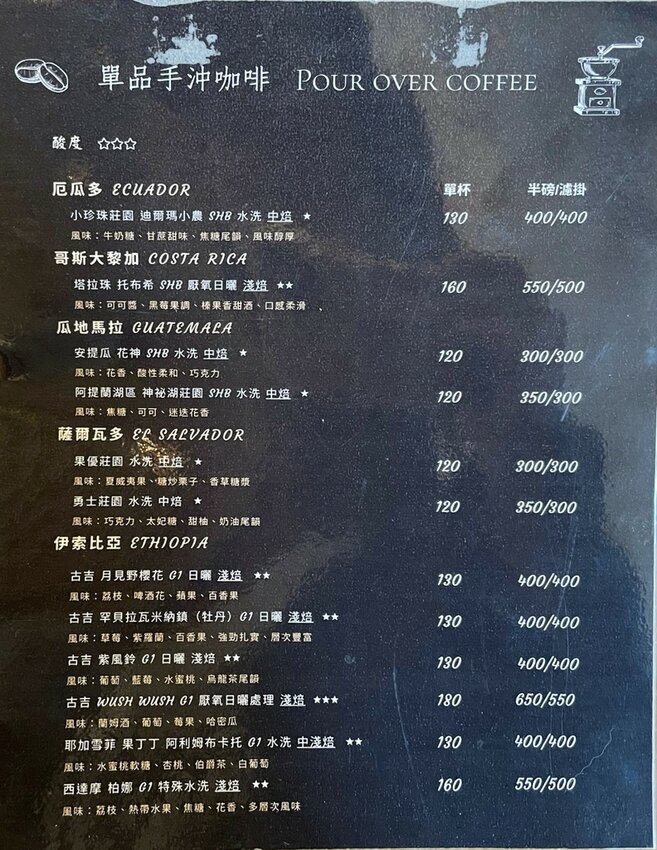 單品手沖咖啡 POUR OVER COFFEE
酸度 ☆☆☆
厄瓜多 ECUADOR 單杯 半磅/濾掛
小珍珠莊園 迪爾瑪小農 SHB 水洗 中焙 ★ 130 400/400
風味：牛奶糖、甘蔗甜味、焦糖尾韻、風味醇厚
哥斯大黎加 COSTA RICA
塔拉珠 托布希 SHB 厭氧日曬 淺焙 ★★ 160 550/500
風味：可可醬、黑莓果調、榛果香甜酒、口感柔滑
瓜地馬拉 GUATEMALA
安提瓜 花神 SHB 水洗 中焙 ★ 120 300/300
風味：花香、酸性柔和、巧克力
阿提蘭湖區 神祕湖莊園 SHB 水洗 中焙 ★ 120 350/300
風味：焦糖、可可、迷迭花香
薩爾瓦多 EL SALVADOR
果優莊園 水洗 中焙 ★ 120 300/300
風味：夏威夷果、糖炒栗子、香草糖漿
勇士莊園 水洗 中焙 ★ 120 350/300
風味：巧克力、太妃糖、甜柚、奶油尾韻
伊索比亞 ETHIOPIA
古吉 月見野櫻花 G1 日曬 淺焙 ★★ 130 400/400
風味：荔枝、啤酒花、蘋果、百香果
古吉 罕貝拉瓦米納鎮（牡丹）G1 日曬 淺焙 ★★ 130 400/400
風味：草莓、紫羅蘭、百香果、強勁扎實、層次豐富
古吉 紫風鈴 G1 日曬 淺焙 ★★ 130 400/400
風味：葡萄、藍莓、水蜜桃、烏龍茶尾韻
古吉 WUSH WUSH G1 厭氧日曬處理 淺焙 ★★★ 180 650/550
風味：蘭姆酒、葡萄、莓果、哈密瓜
耶加雪菲 果丁丁 阿利姆布卡托 G1 水洗 中淺焙 ★★ 130 400/400
風味：水蜜桃軟糖、杏桃、伯爵茶、白葡萄
西達摩 柏娜 G1 特殊水洗 淺焙 ★★ 160 550/500
風味：荔枝、熱帶水果、焦糖、花香、多層次風味